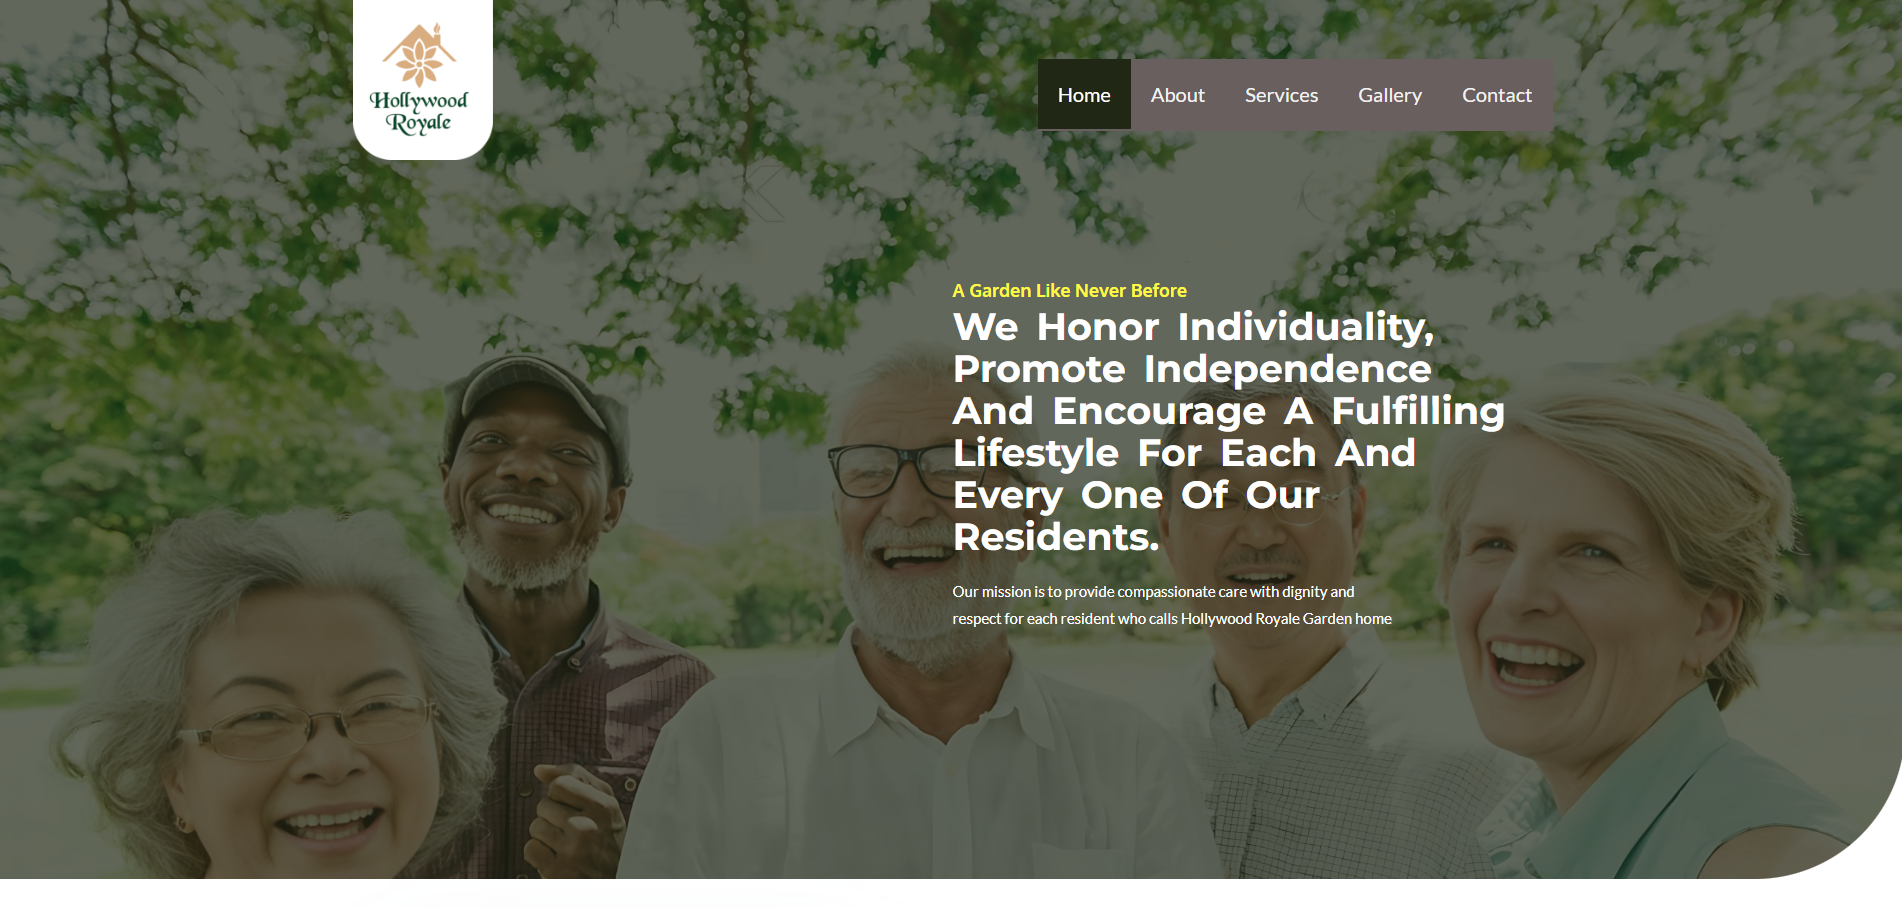 Hollywood
Royale
Home About Services Gallery Contact
A Garden Like Never Before
We Honor Individuality,
Promote Independence
And Encourage A Fulfilling
Lifestyle For Each And
Every One Of Our
Residents.
Our mission is to provide compassionate care with dignity and
respect for each resident who calls Hollywood Royale Garden home